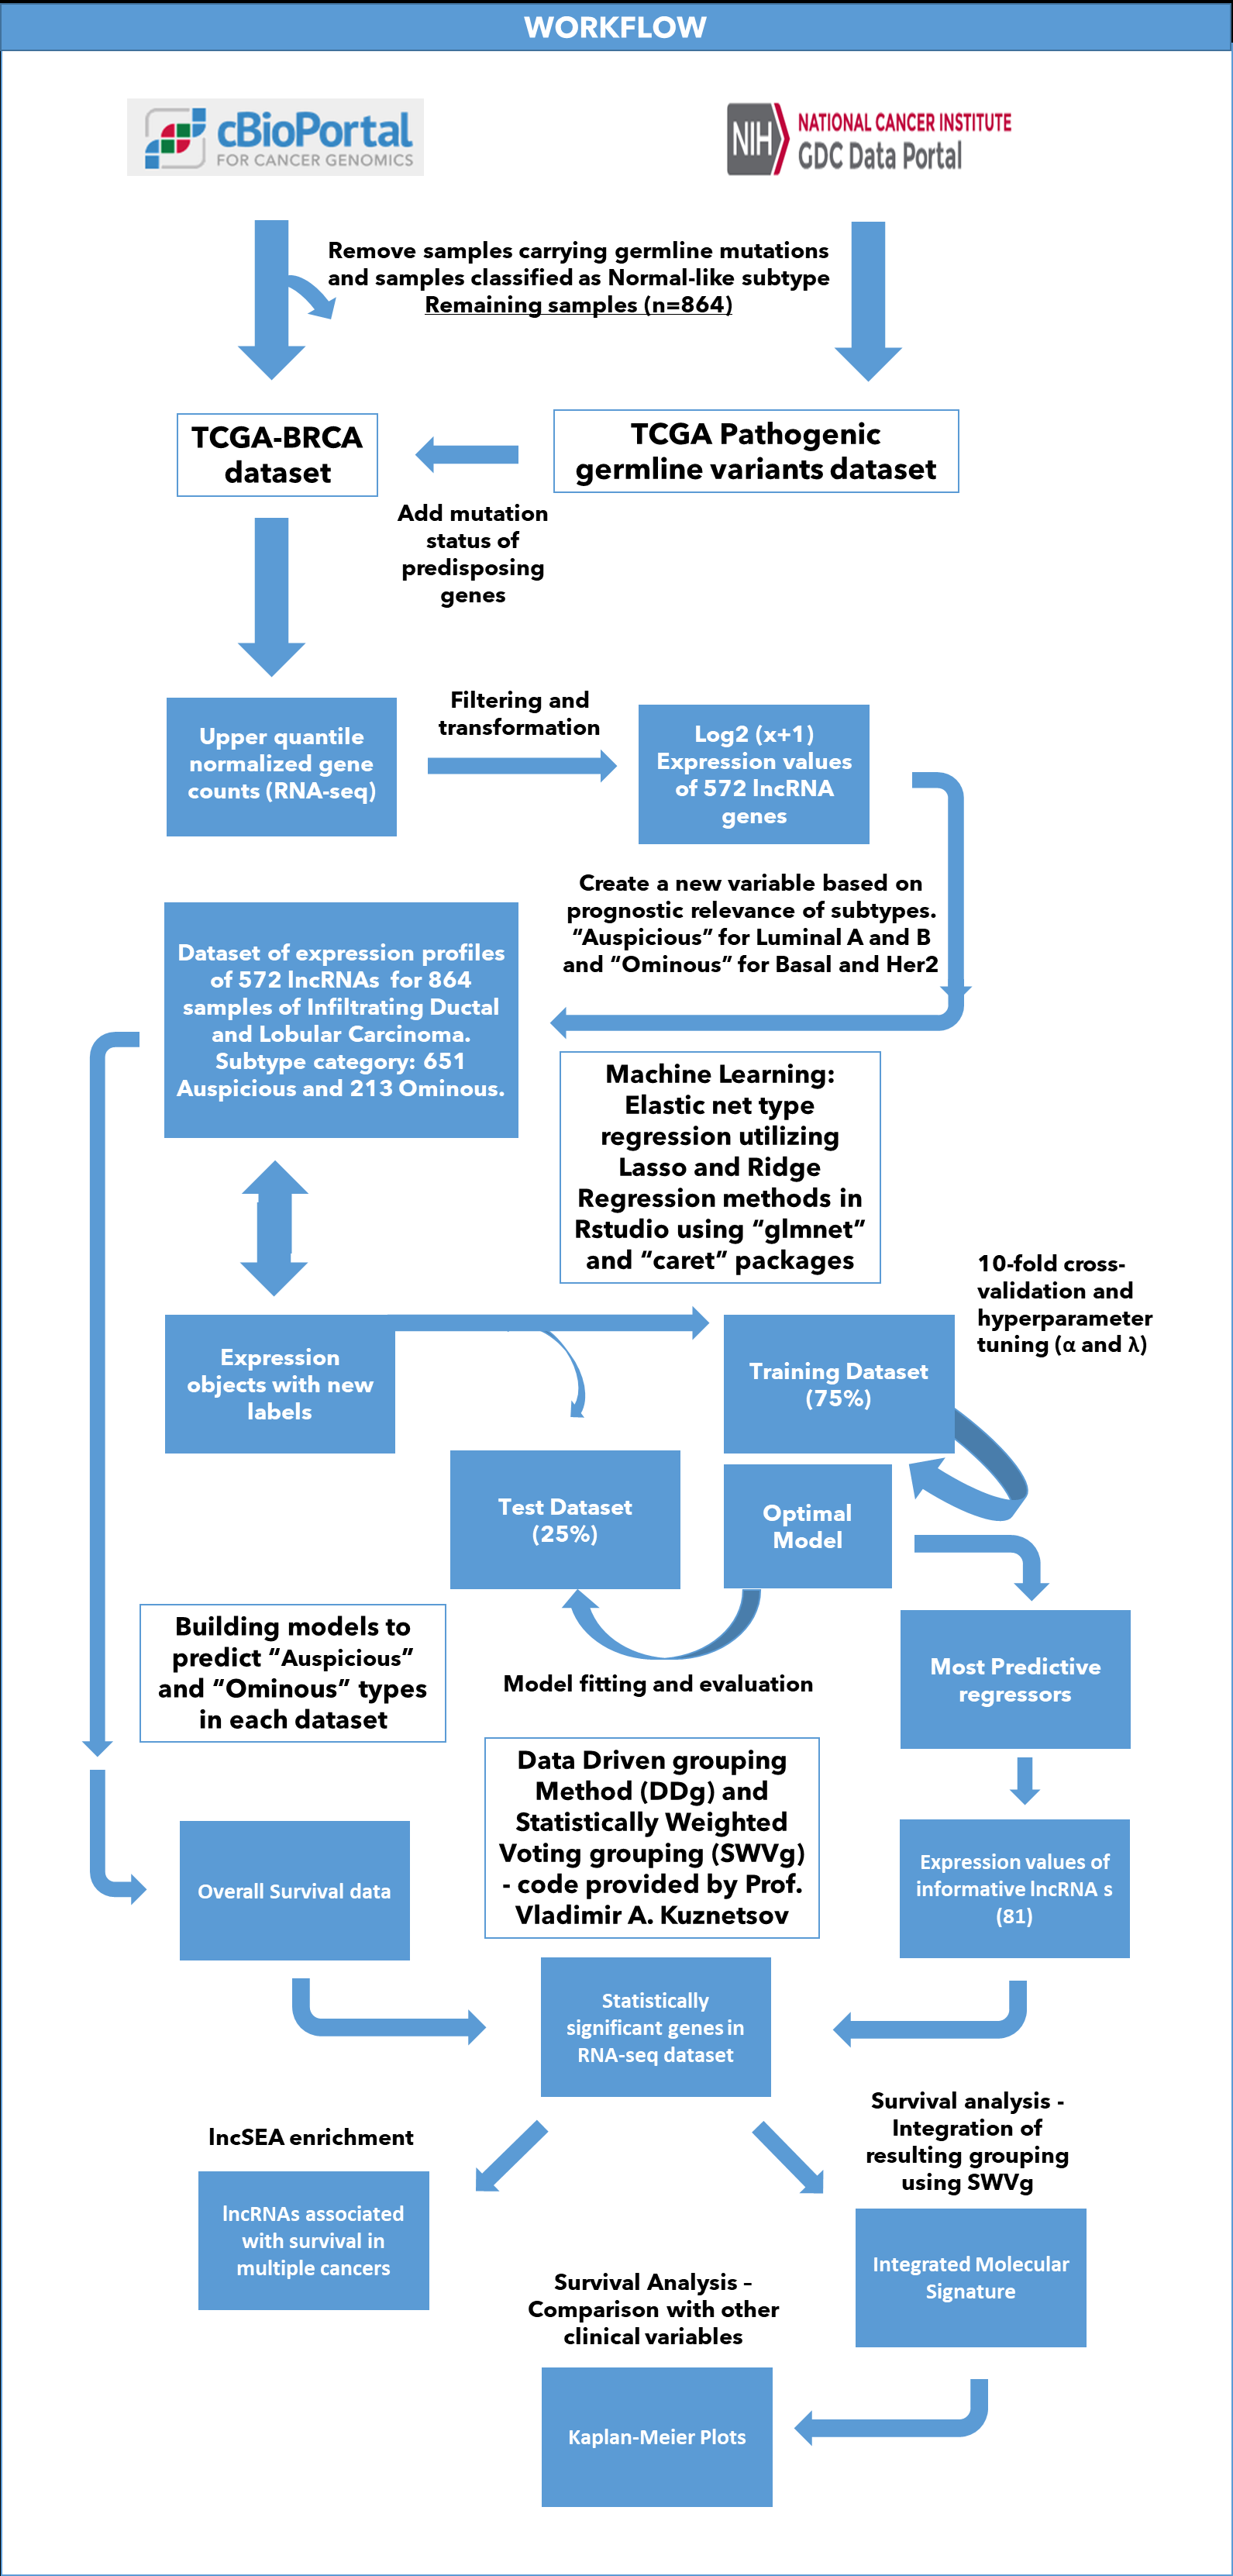 WORKFLOW
cBioPortal
FOR CANCER GENOMICS
NIH
NATIONAL CANCER INSTITUTE
GDC Data Portal
Remove samples carrying germline mutations
and samples classified as Normal-like subtype
Remaining samples (n=864)
TCGA-BRCA
dataset
TCGA Pathogenic
germline variants dataset
Add mutation
status of
predisposing
genes
Upper quantile
normalized gene
counts (RNA-seq)
Filtering and
transformation
Log2 (x+1)
Expression values
of 572 lncRNA
genes
Create a new variable based on
prognostic relevance of subtypes.
“Auspicious” for Luminal A and B
and “Ominous” for Basal and Her2
Dataset of expression profiles
of 572 lncRNAs for 864
samples of Infiltrating Ductal
and Lobular Carcinoma.
Subtype category: 651
Auspicious and 213 Ominous.
Machine Learning:
Elastic net type
regression utilizing
Lasso and Ridge
Regression methods in
Rstudio using “glmnet”
and “caret” packages
10-fold cross-
validation and
hyperparameter
tuning (α and λ)
Expression
objects with new
labels
Training Dataset
(75%)
Test Dataset
(25%)
Optimal
Model
Building models to
predict “Auspicious”
and “Ominous” types
in each dataset
Model fitting and evaluation
Most Predictive
regressors
Data Driven grouping
Method (DDg) and
Statistically Weighted
Voting grouping (SWVg)
- code provided by Prof.
Vladimir A. Kuznetsov
Overall Survival data
Expression values of
informative lncRNA s
(81)
Statistically
significant genes in
RNA-seq dataset
lncSEA enrichment
Survival analysis -
Integration of
resulting grouping
using SWVg
lncRNAs associated
with survival in
multiple cancers
Integrated Molecular
Signature
Survival Analysis –
Comparison with other
clinical variables
Kaplan-Meier Plots